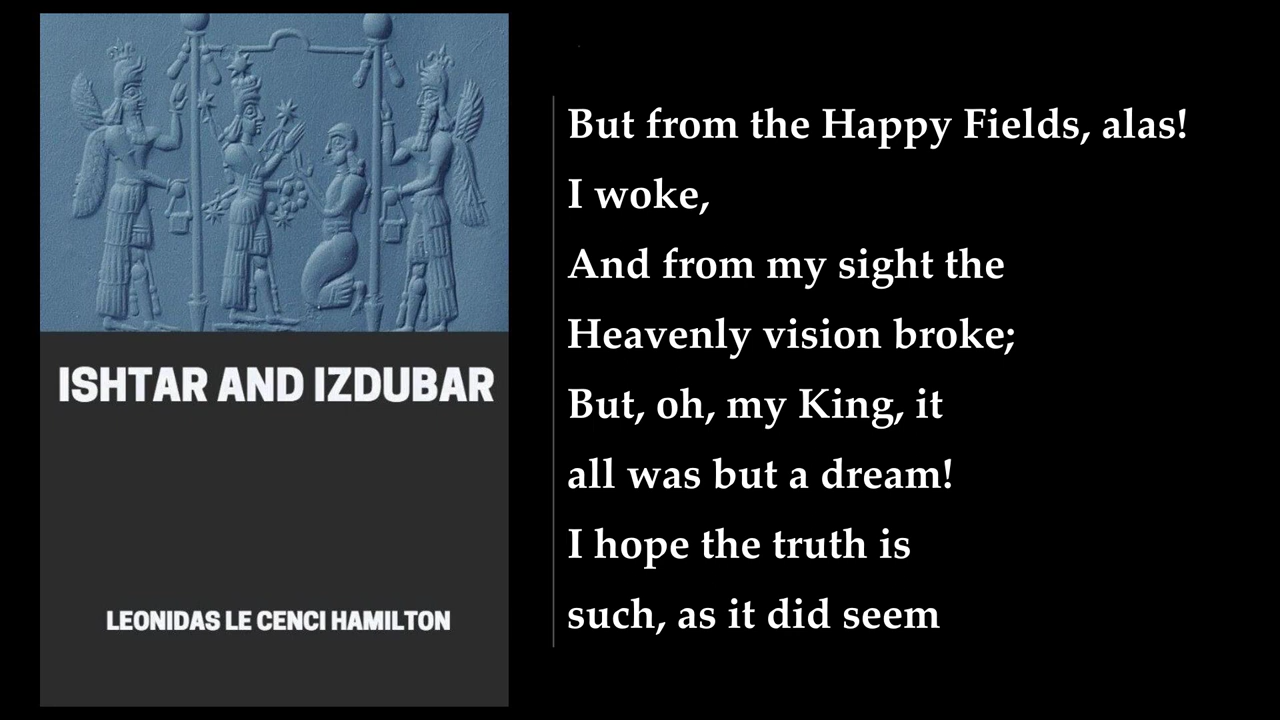 ISHTAR AND IZDUBAR
LEONIDAS LE CENCI HAMILTON
But from the Happy Fields, alas!
I woke,
And from my sight the
Heavenly vision broke;
But, oh, my King, it
all was but a dream!
I hope the truth is
such, as it did seem